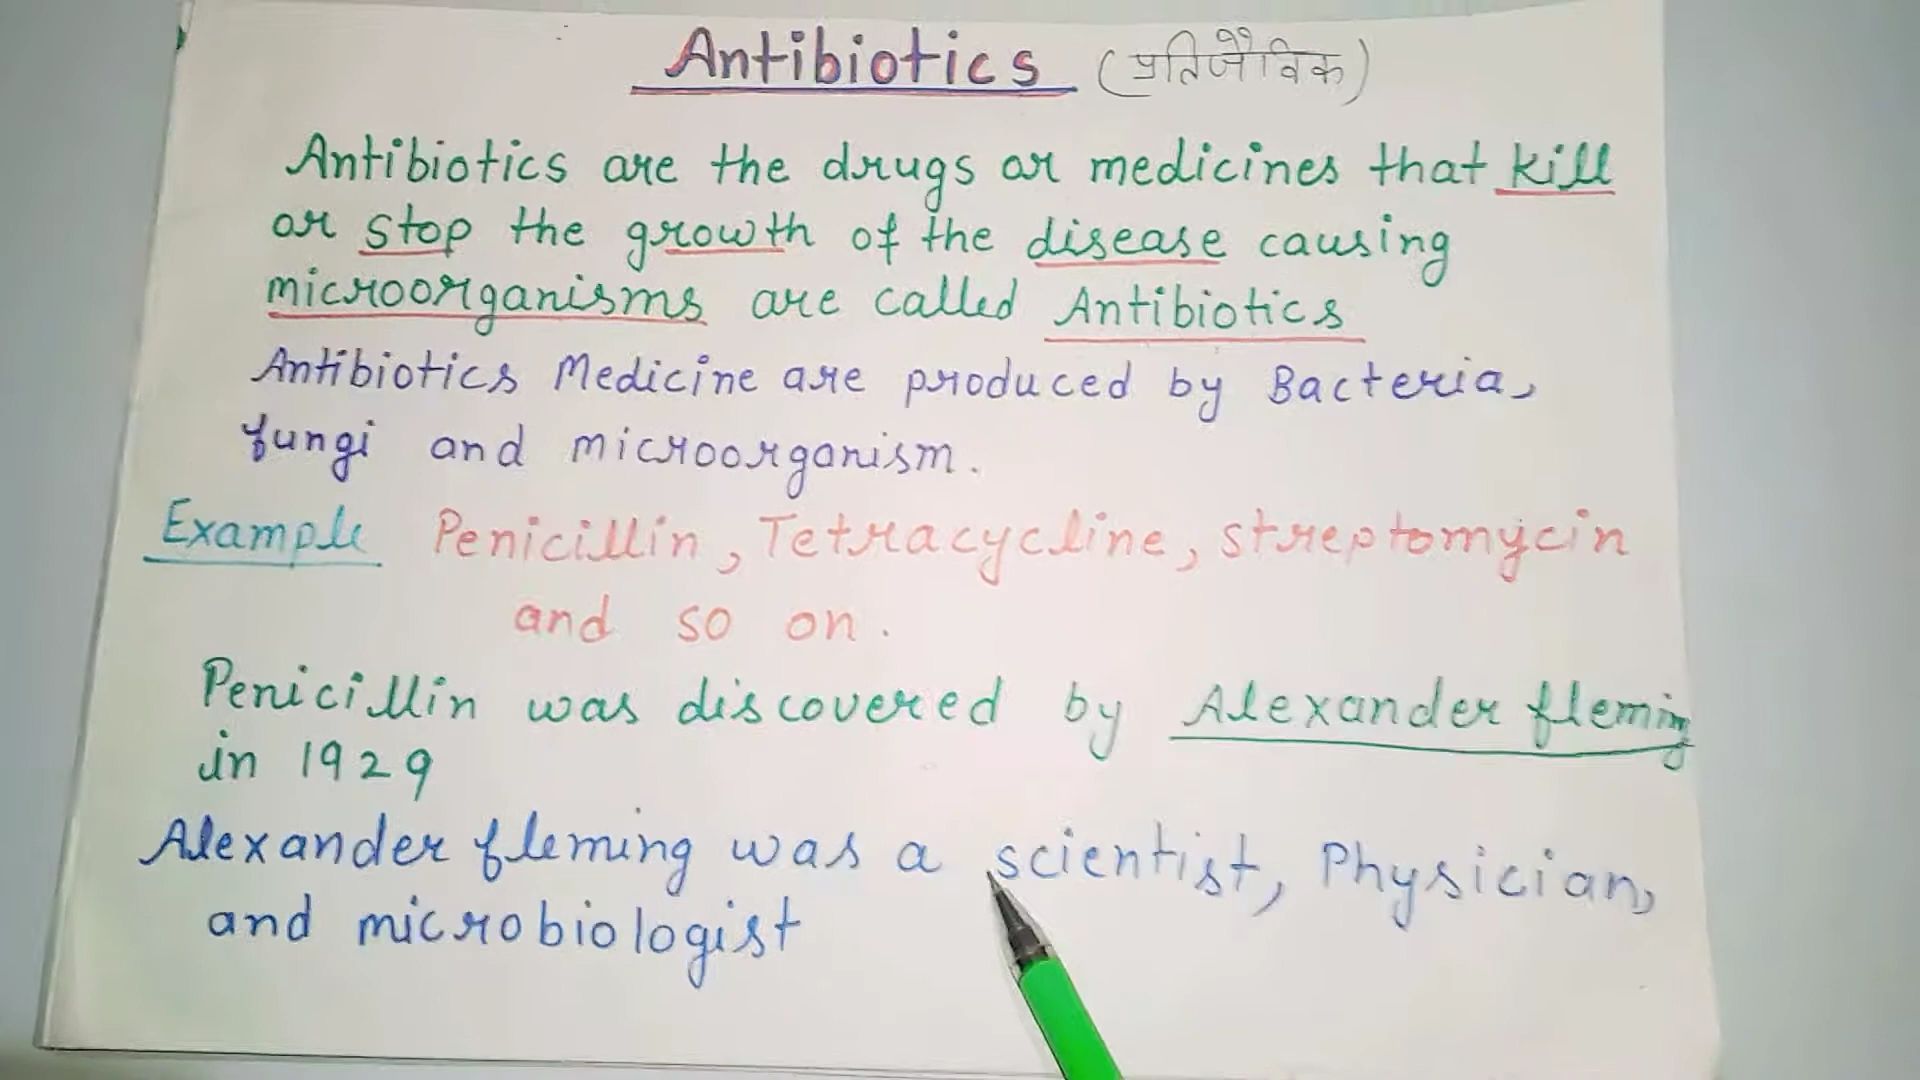 Antibiotics (प्रतिजैविक)
Antibiotics are the drugs or medicines that kill
or stop the growth of the disease causing
microorganisms are called Antibiotics
Antibiotics Medicine are produced by Bacteria,
fungi and microorganism.
Example Penicillin, Tetracycline, streptomycin
and so on.
Penicillin was discovered by Alexander fleming
in 1929
Alexander fleming was a scientist, Physician,
and microbiologist